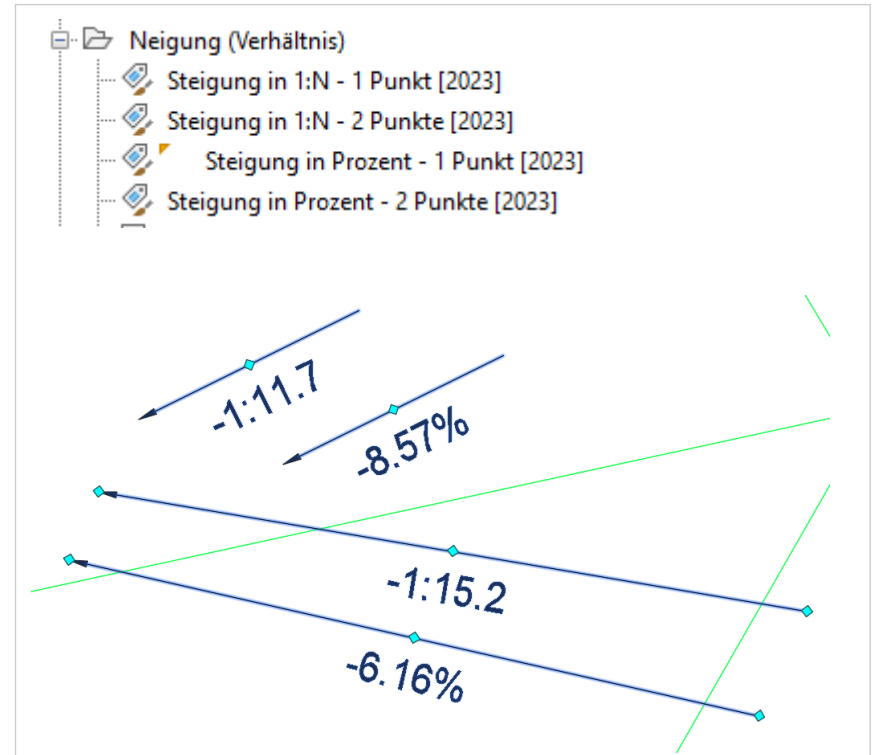 Neigung (Verhältnis)
Steigung in 1:N - 1 Punkt [2023]
Steigung in 1:N - 2 Punkte [2023]
Steigung in Prozent - 1 Punkt [2023]
Steigung in Prozent - 2 Punkte [2023]
-1:11.7
-8.57%
-1:15.2
-6.16%